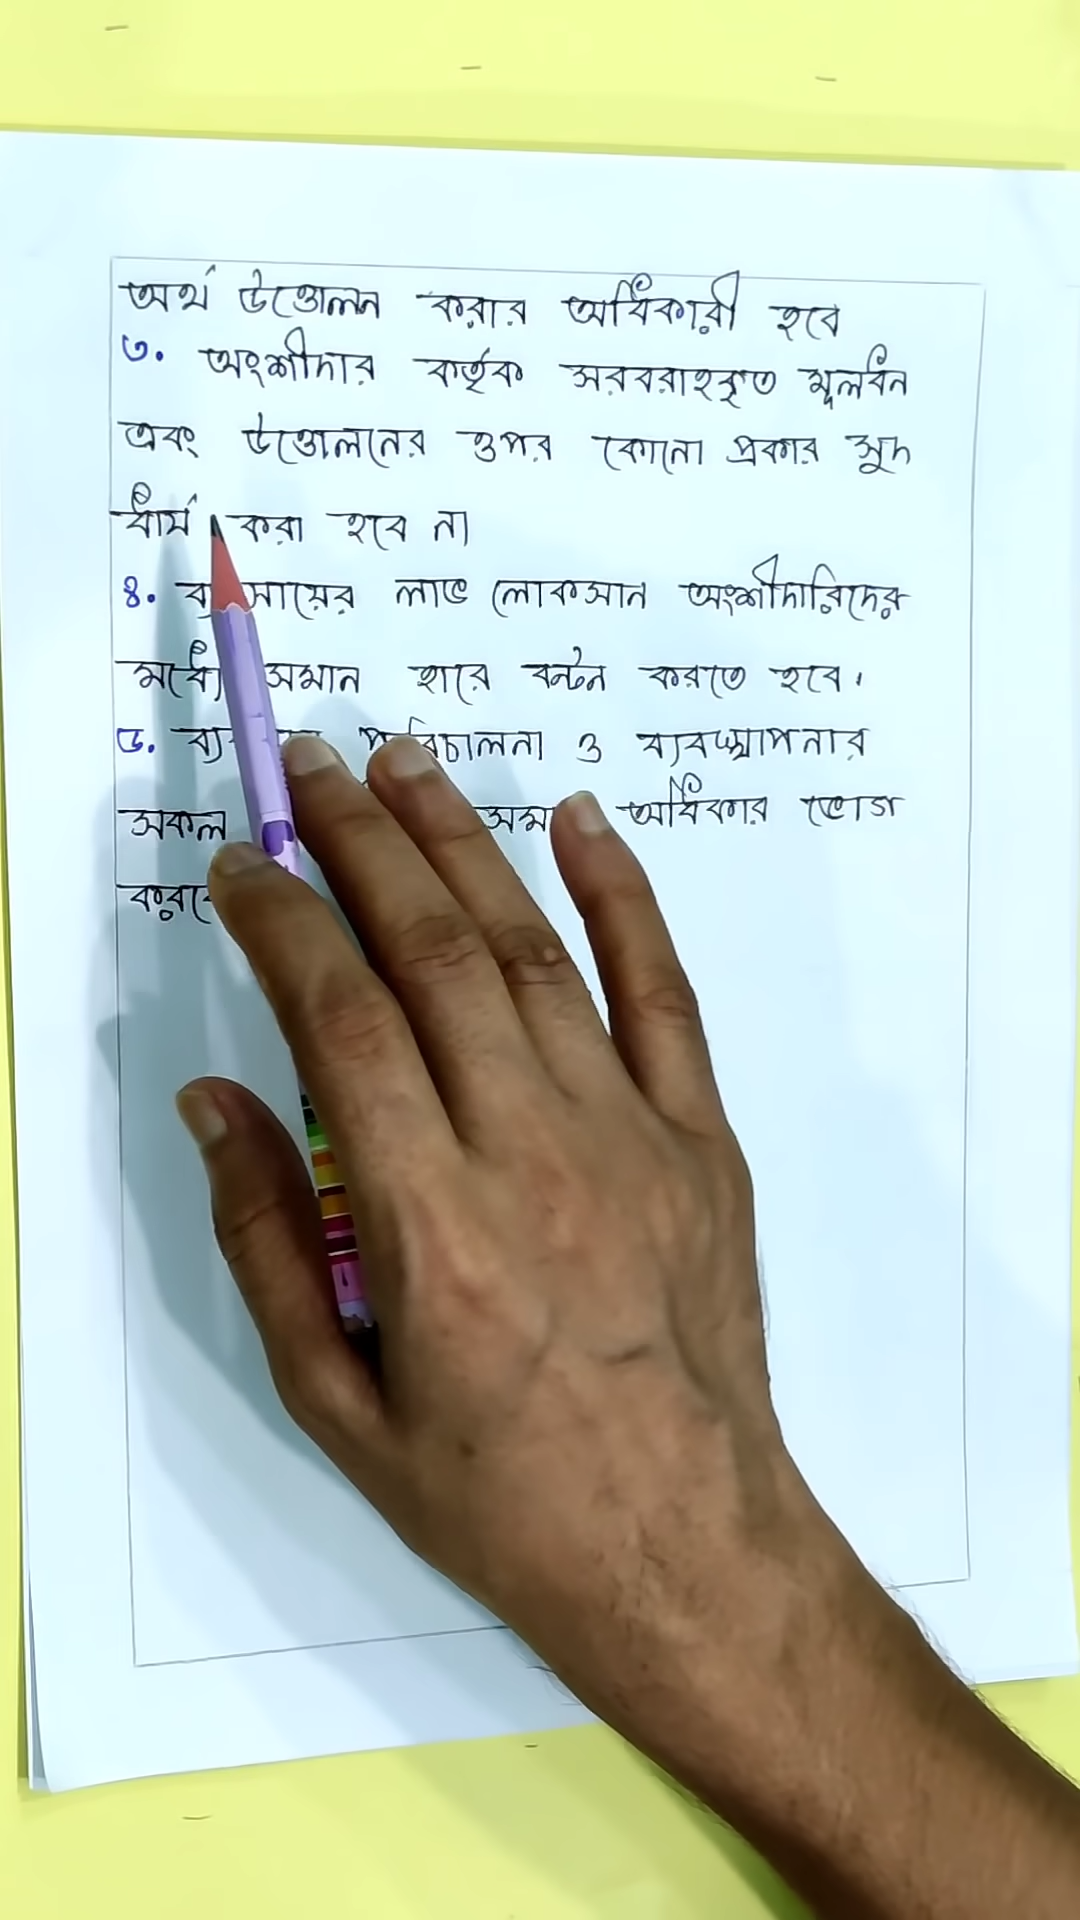 অর্থ উত্তোলন করার অধিকারী হবে
৩. অংশীদার কর্তৃক সরবরাহকৃত মূলধন
এবং উত্তোলনের ওপর কোনো প্রকার সুদ
ধার্য করা হবে না
৪. লাভ লোকসান অংশীদারিদের
মধ্যে সমান হারে বন্টন করতে হবে।
৫. পরিচালনা ও ব্যবস্থাপনার
সকল অধিকার ভোগ